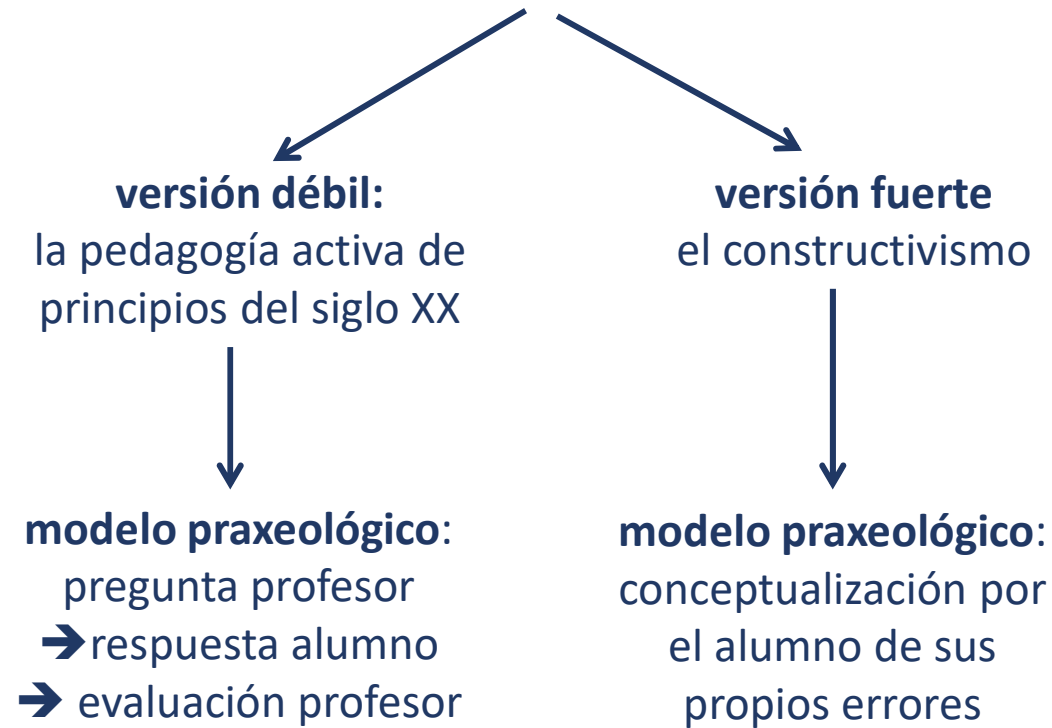 versión débil:
la pedagogía activa de
principios del siglo XX
modelo praxeológico:
pregunta profesor
➔respuesta alumno
➔ evaluación profesor
versión fuerte
el constructivismo
modelo praxeológico:
conceptualización por
el alumno de sus
propios errores